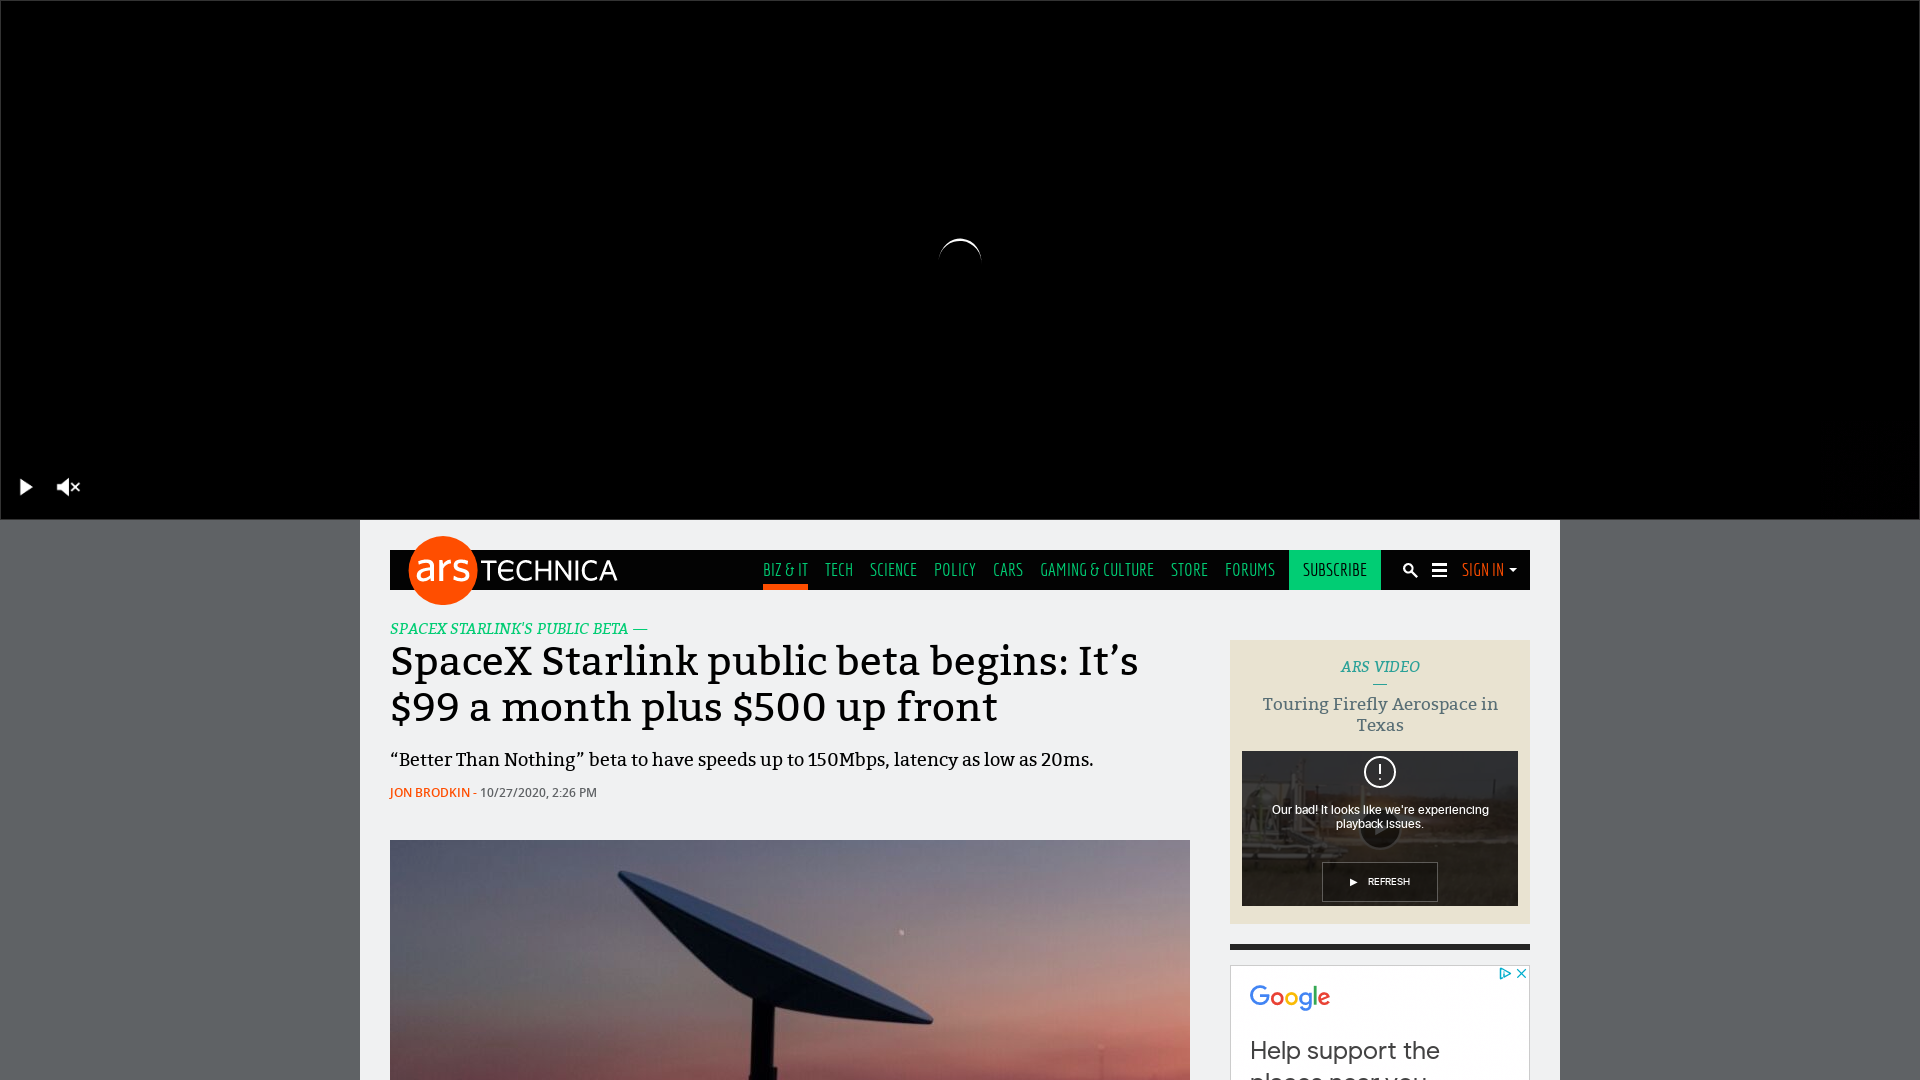 ars TECHNICA
BIZ & IT TECH SCIENCE POLICY CARS GAMING & CULTURE STORE FORUMS SUBSCRIBE SIGN IN
SPACEX STARLINK'S PUBLIC BETA —
SpaceX Starlink public beta begins: It’s
$99 a month plus $500 up front
“Better Than Nothing” beta to have speeds up to 150Mbps, latency as low as 20ms.
JON BRODKIN - 10/27/2020, 2:26 PM
ARS VIDEO
Touring Firefly Aerospace in
Texas
Our bad! It looks like we're experiencing
playback issues.
REFRESH
Google
Help support the
places near you